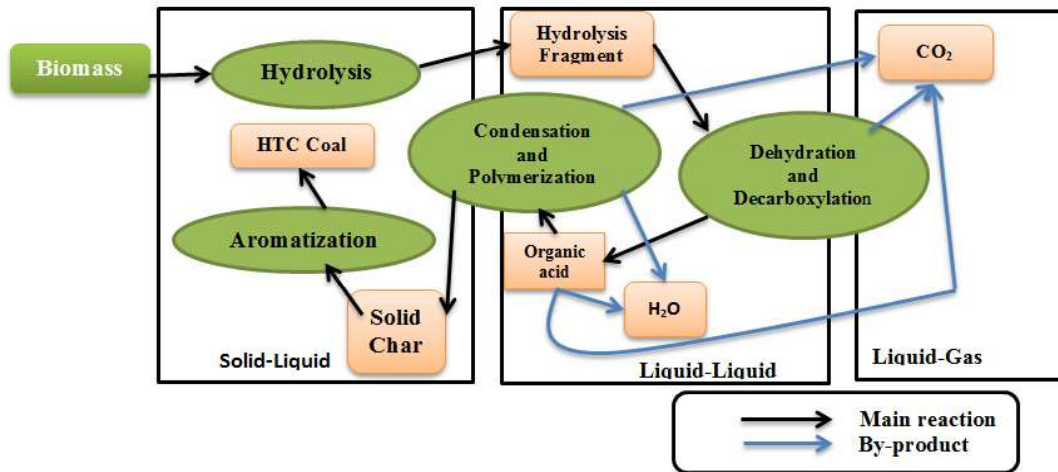 Biomass
Hydrolysis
Hydrolysis
Fragment
CO₂
HTC Coal
Condensation
and
Polymerization
Dehydration
and
Decarboxylation
Aromatization
Organic
acid
H₂O
Solid
Char
Solid-Liquid
Liquid-Liquid
Liquid-Gas
Main reaction
By-product